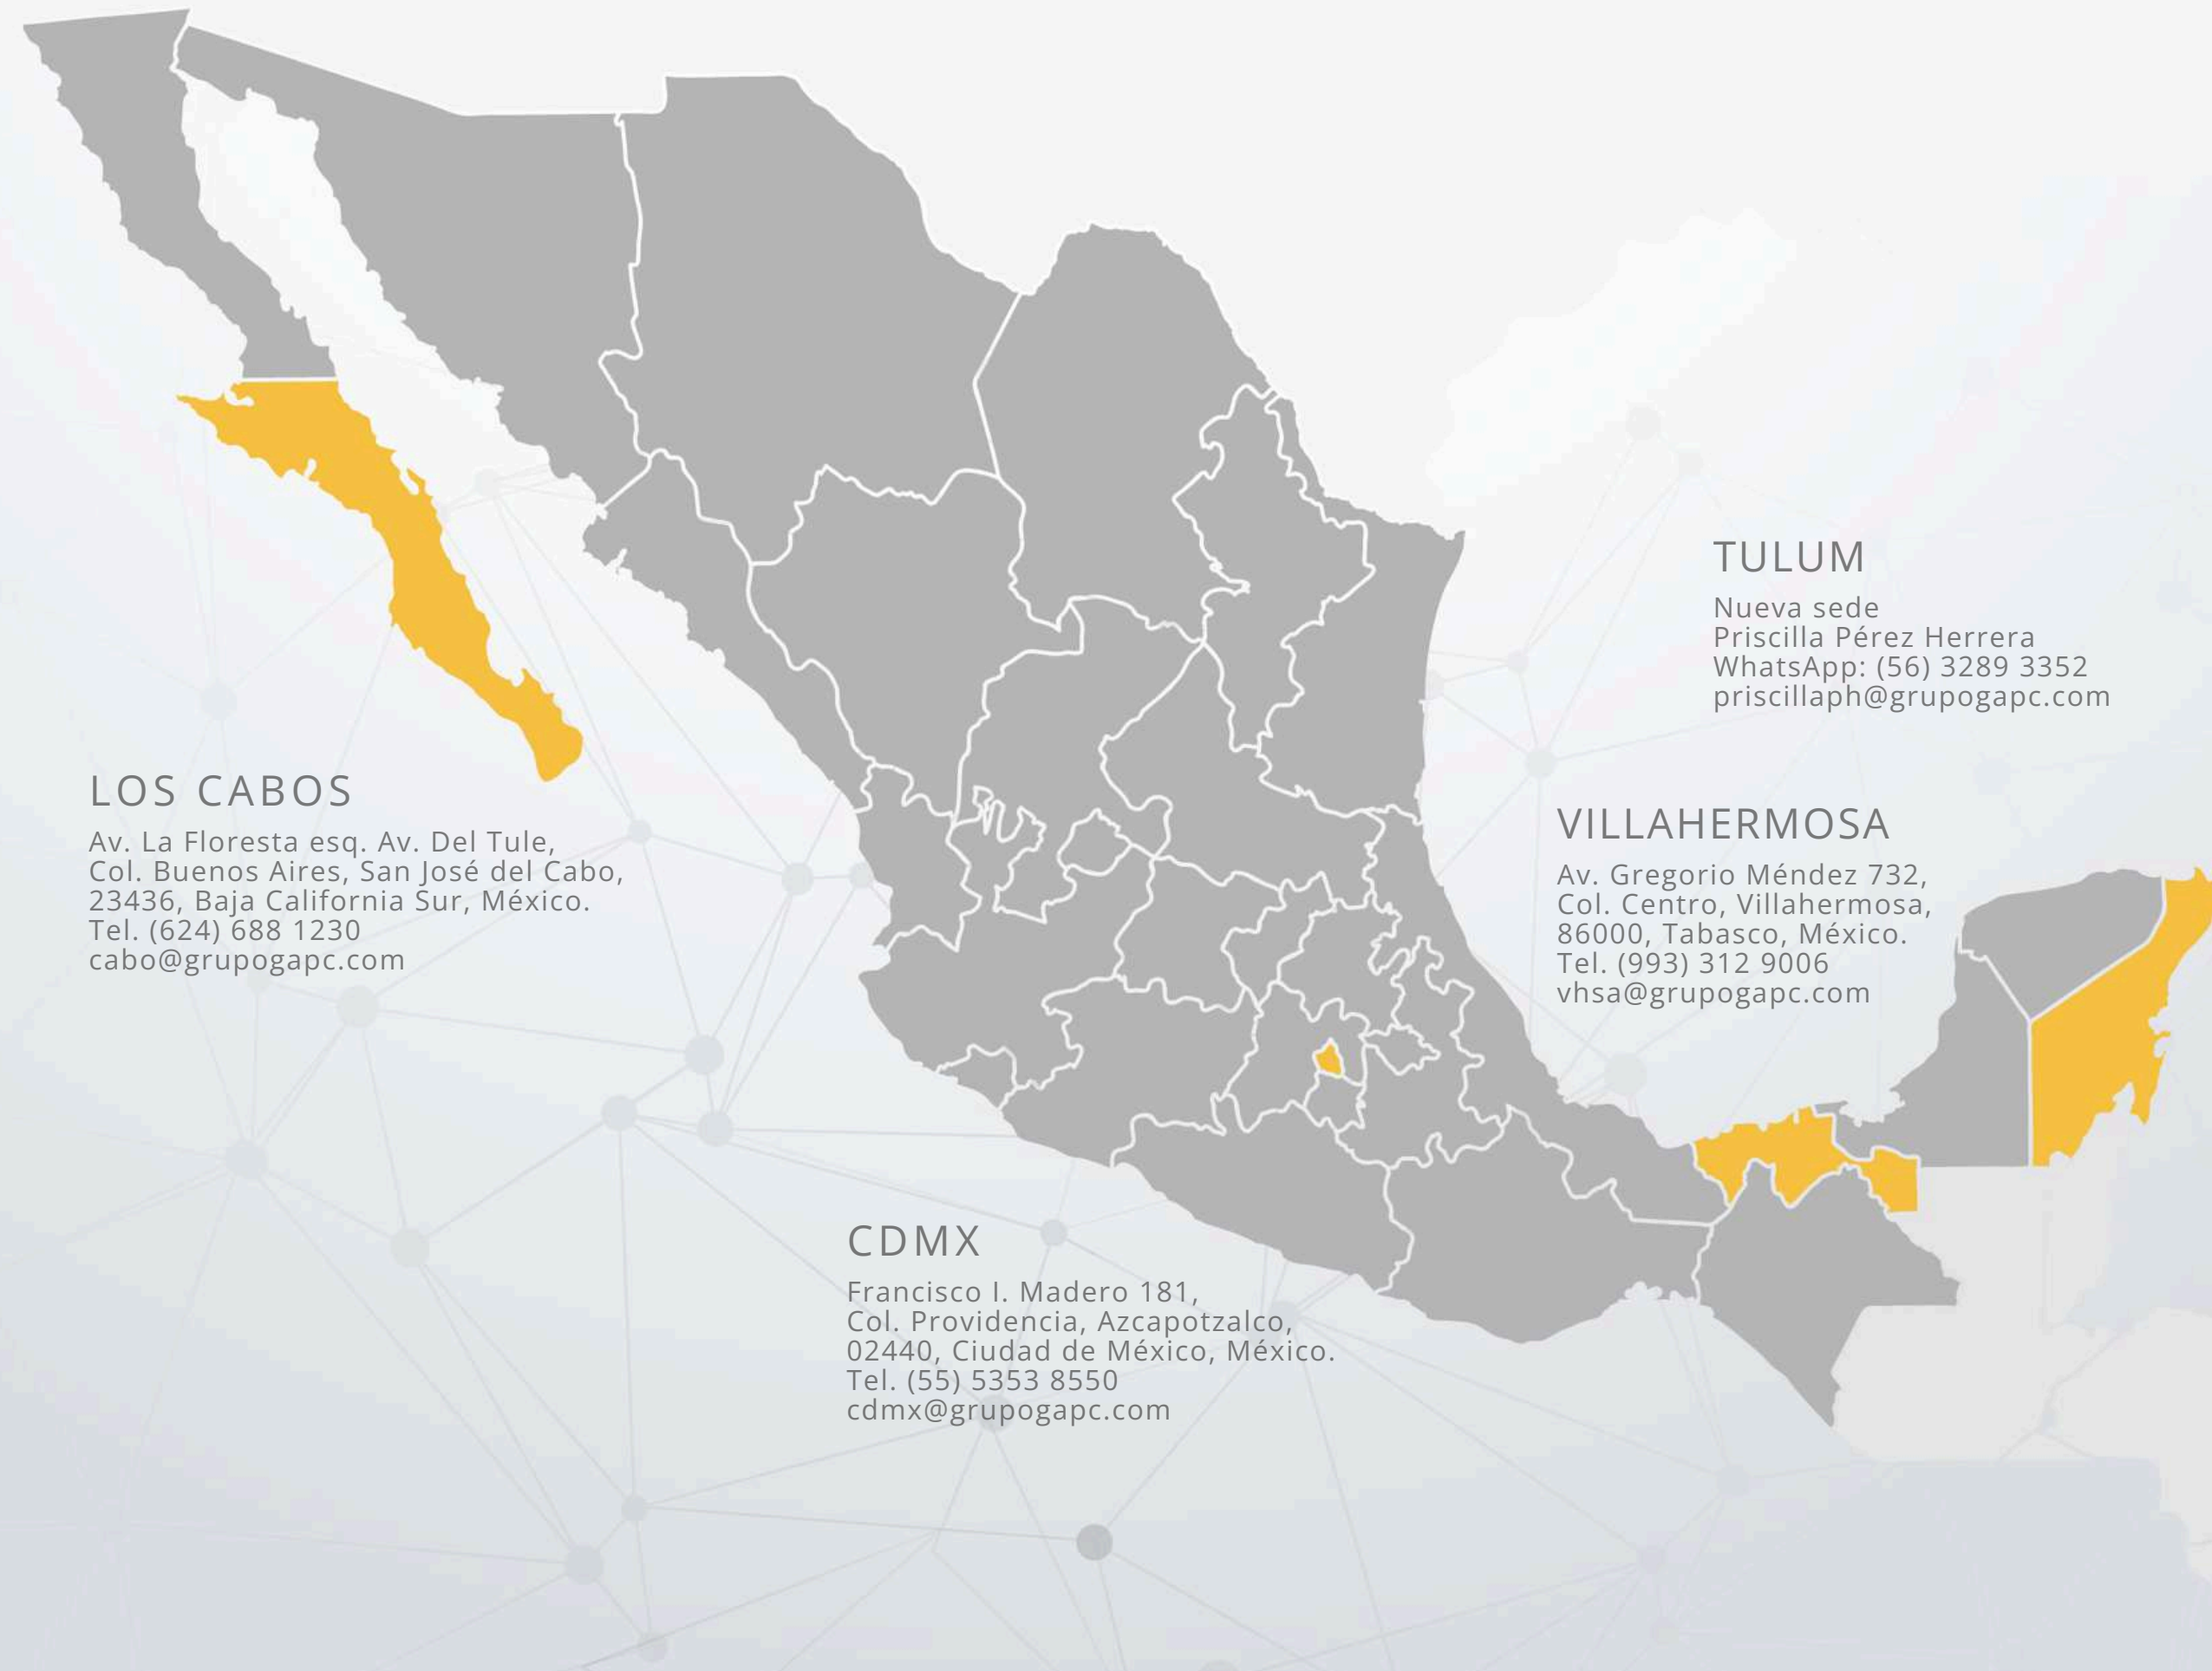 TULUM
Nueva sede
Priscilla Pérez Herrera
WhatsApp: (56) 3289 3352
priscillaph@grupogapc.com
LOS CABOS
Av. La Floresta esq. Av. Del Tule,
Col. Buenos Aires, San José del Cabo,
23436, Baja California Sur, México.
Tel. (624) 688 1230
cabo@grupogapc.com
VILLAHERMOSA
Av. Gregorio Méndez 732,
Col. Centro, Villahermosa,
86000, Tabasco, México.
Tel. (993) 312 9006
vhsa@grupogapc.com
CDMX
Francisco I. Madero 181,
Col. Providencia, Azcapotzalco,
02440, Ciudad de México, México.
Tel. (55) 5353 8550
cdmx@grupogapc.com